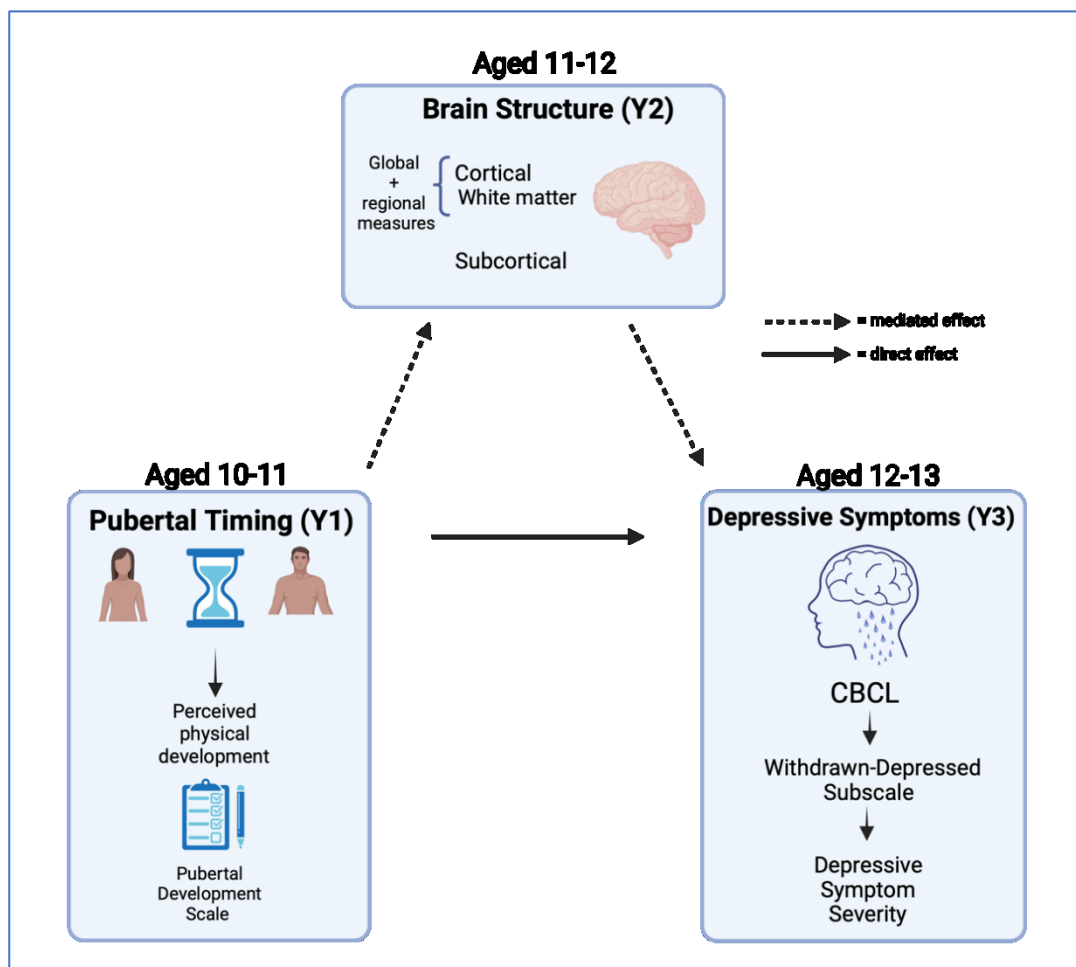 Aged 11-12
Brain Structure (Y2)
Global
+
regional
measures
Cortical
White matter
Subcortical
= mediated effect
= direct effect
Aged 10-11
Pubertal Timing (Y1)
Perceived
physical
development
Pubertal
Development
Scale
Aged 12-13
Depressive Symptoms (Y3)
CBCL
Withdrawn-Depressed
Subscale
Depressive
Symptom
Severity